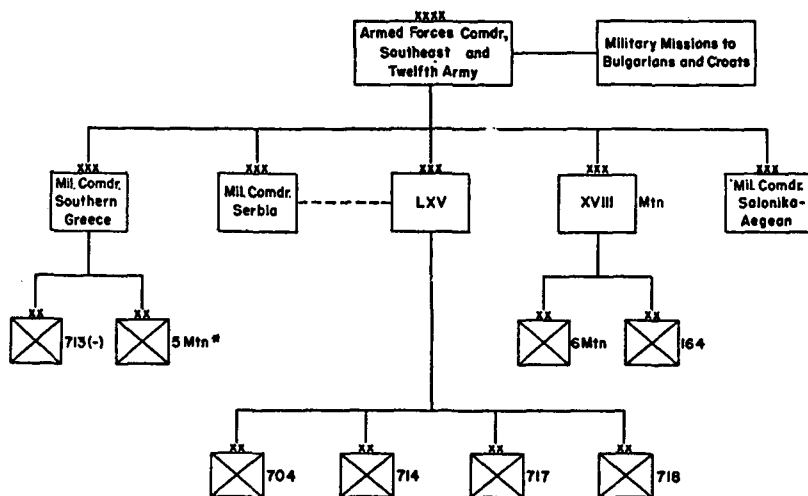 XXXX
Armed Forces Comdr,
Southeast and
Twelfth Army
Military Missions to
Bulgarians and Croats
XXX
Mil. Comdr.
Southern
Greece
XXX
Mil. Comdr.
Serbia
XXX
LXV
XXX
XVIII
Mtn
XXX
Mil. Comdr.
Salonika-
Aegean
XX
713(-)
XX
5 Mtn*
XX
6 Mtn
XX
164
XX
704
XX
714
XX
717
XX
718